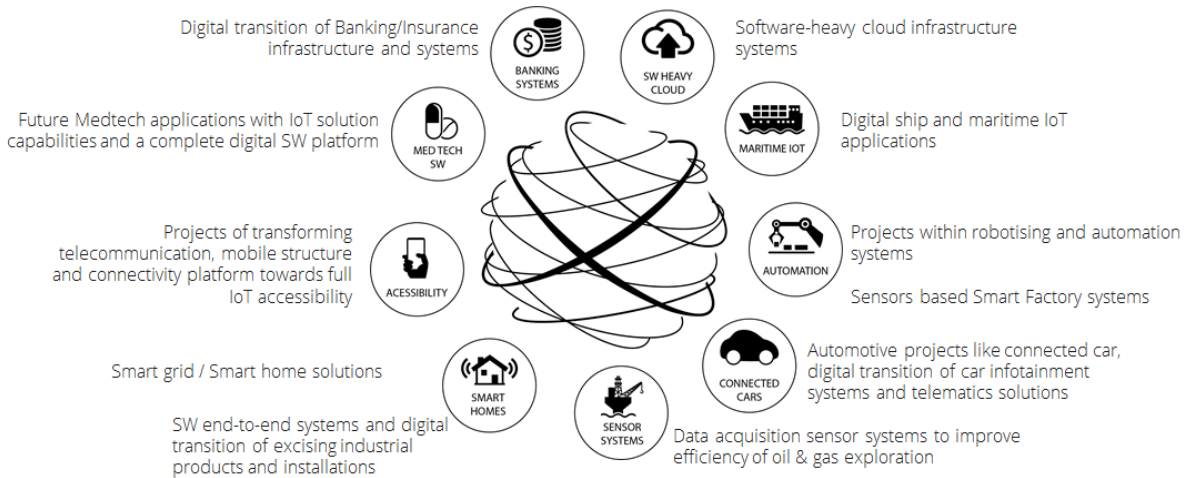 Digital transition of Banking/Insurance
infrastructure and systems
BANKING
SYSTEMS
SW HEAVY
CLOUD
Software-heavy cloud infrastructure
systems
Future Medtech applications with IoT solution
capabilities and a complete digital SW platform
MED TECH
SW
MARITIME IOT
Digital ship and maritime IoT
applications
Projects of transforming
telecommunication, mobile structure
and connectivity platform towards full
IoT accessibility
ACESSIBILITY
AUTOMATION
Projects within robotising and automation
systems
Sensors based Smart Factory systems
Smart grid / Smart home solutions
SMART
HOMES
SW end-to-end systems and digital
transition of excising industrial
products and installations
SENSOR
SYSTEMS
Data acquisition sensor systems to improve
efficiency of oil & gas exploration
CONNECTED
CARS
Automotive projects like connected car,
digital transition of car infotainment
systems and telematics solutions